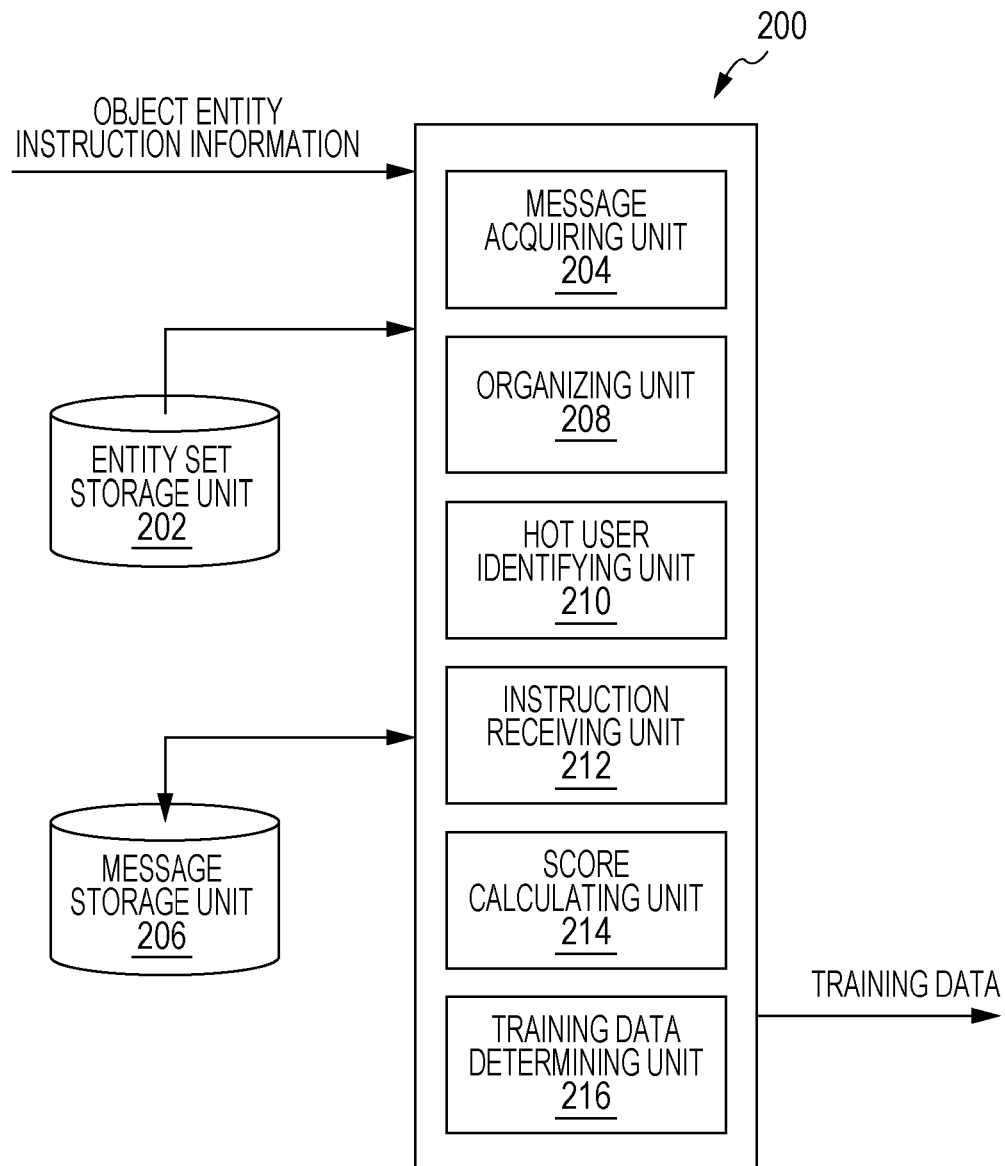 200
OBJECT ENTITY
INSTRUCTION INFORMATION
MESSAGE
ACQUIRING UNIT
204
ORGANIZING UNIT
208
ENTITY SET
STORAGE UNIT
202
HOT USER
IDENTIFYING UNIT
210
INSTRUCTION
RECEIVING UNIT
212
MESSAGE
STORAGE UNIT
206
SCORE
CALCULATING UNIT
214
TRAINING DATA
TRAINING DATA
DETERMINING UNIT
216